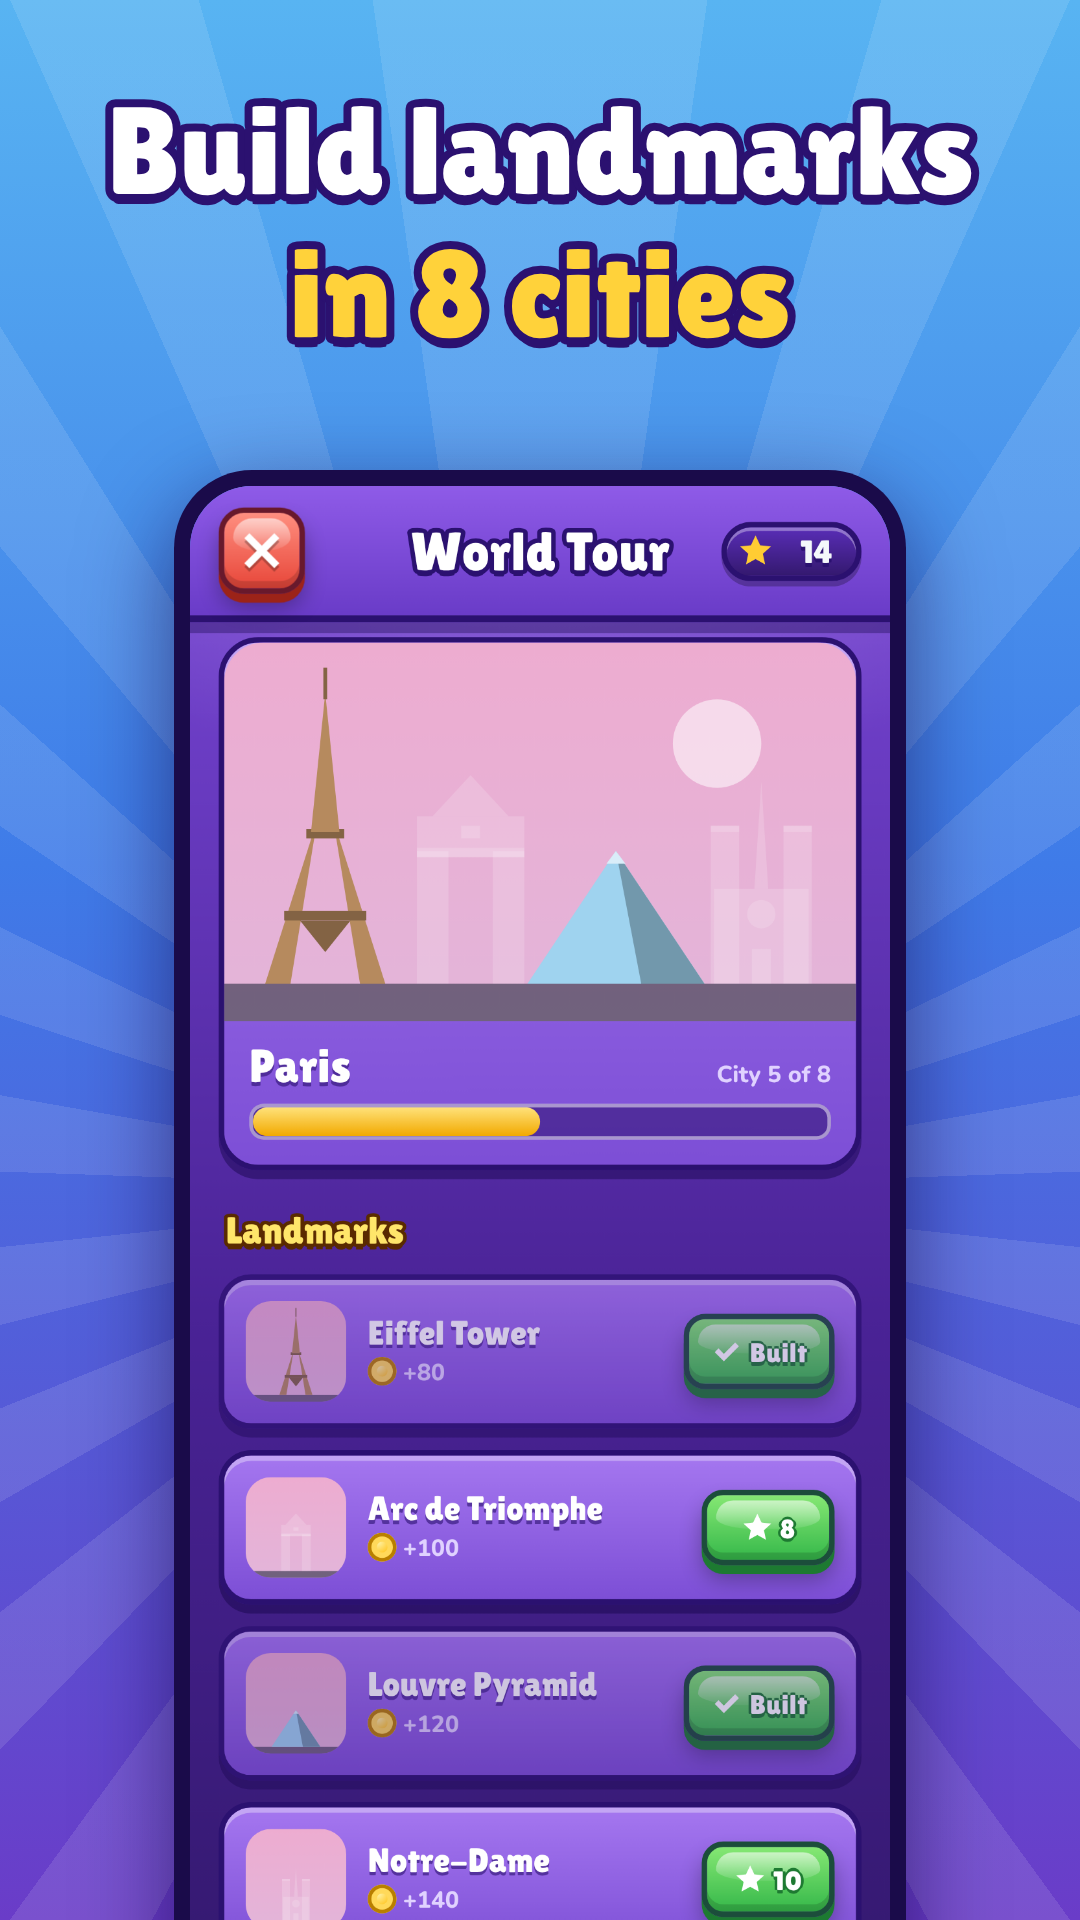 Build landmarks
in 8 cities
World Tour
14
Paris
City 5 of 8
Landmarks
Eiffel Tower
+80
Built
Arc de Triomphe
+100
8
Louvre Pyramid
+120
Built
Notre-Dame
+140
10